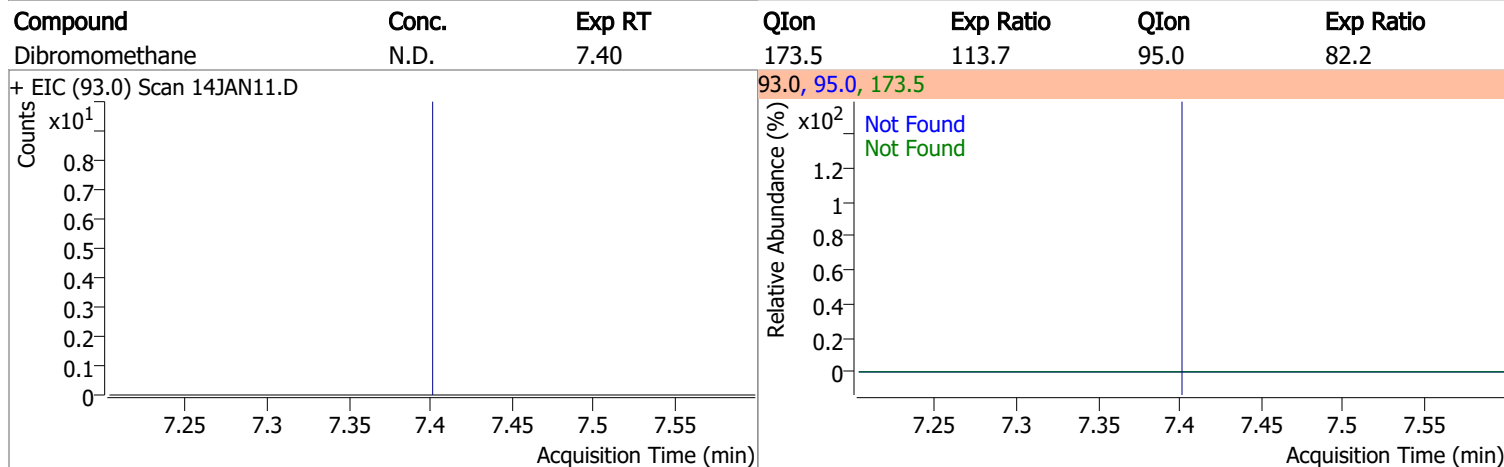 Compound Conc. Exp RT QIon Exp Ratio QIon Exp Ratio
Dibromomethane N.D. 7.40 173.5 113.7 95.0 82.2
+ EIC (93.0) Scan 14JAN11.D
Counts
x10¹
0.8
0.7
0.6
0.5
0.4
0.3
0.2
0.1
0
7.25 7.3 7.35 7.4 7.45 7.5 7.55
Acquisition Time (min)
93.0, 95.0, 173.5
Relative Abundance (%)
x10²
Not Found
Not Found
1.2
1
0.8
0.6
0.4
0.2
0
7.25 7.3 7.35 7.4 7.45 7.5 7.55
Acquisition Time (min)